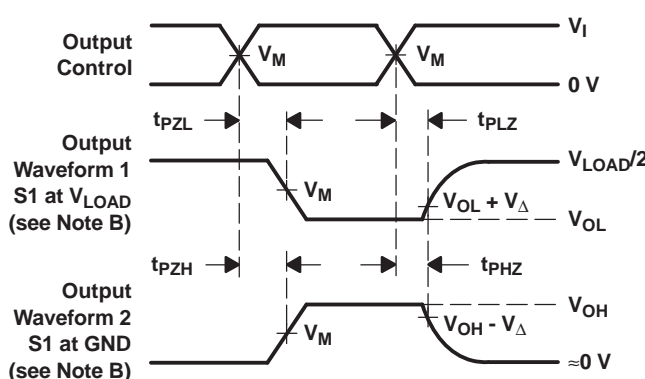 Output
Control
V_M
V_M
V_I
0 V
t_PZL
t_PLZ
Output
Waveform 1
S1 at V_LOAD
(see Note B)
V_M
V_LOAD/2
V_OL + V_Δ
V_OL
t_PZH
t_PHZ
Output
Waveform 2
S1 at GND
(see Note B)
V_M
V_OH
V_OH - V_Δ
≈0 V